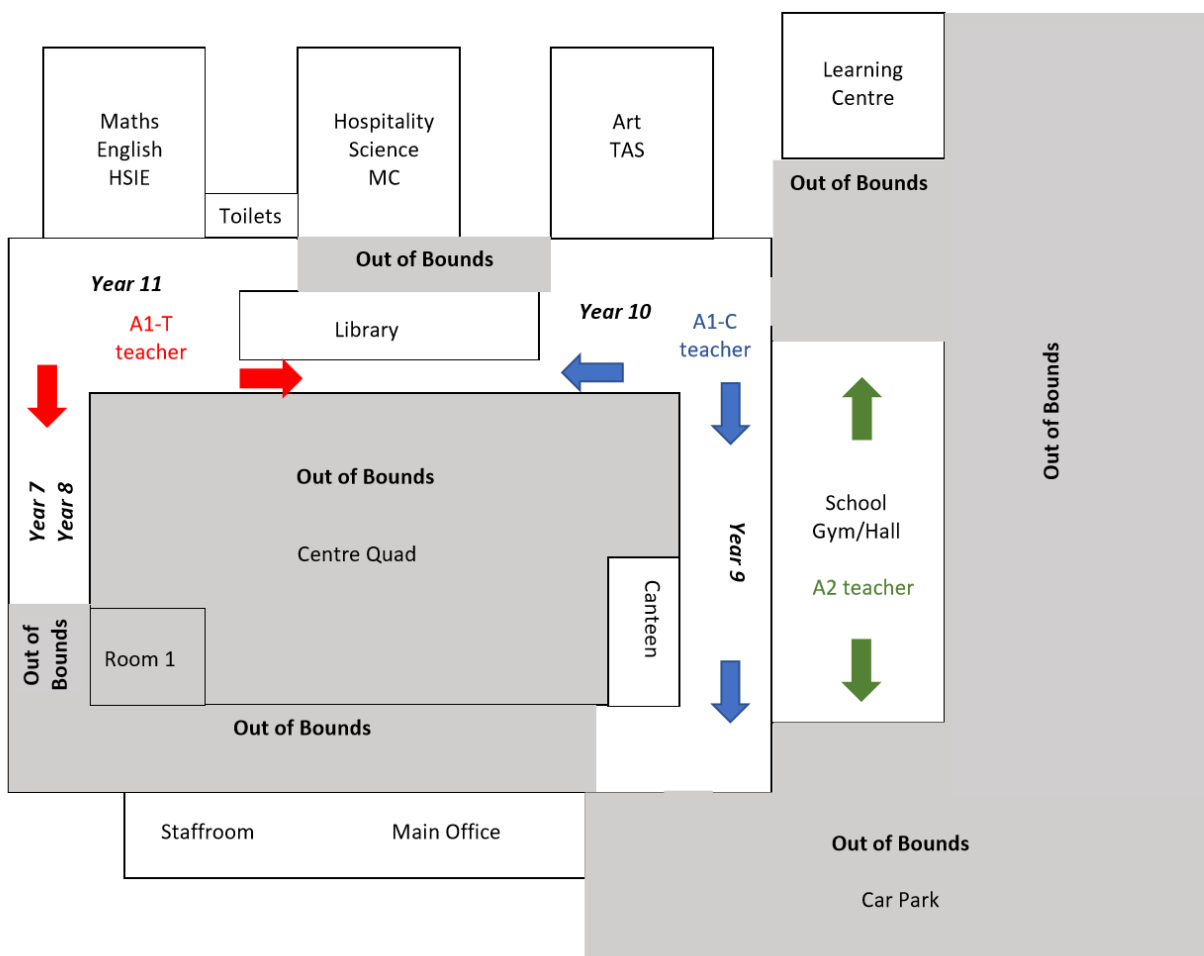 Learning
Centre
Maths
English
HSIE
Hospitality
Science
MC
Art
TAS
Out of Bounds
Toilets
Out of Bounds
Year 11
Year 10
A1-T
teacher
Library
A1-C
teacher
Out of Bounds
Out of Bounds
Year 7
Year 8
School
Gym/Hall
Year 9
Centre Quad
A2 teacher
Canteen
Out of
Bounds
Room 1
Out of Bounds
Staffroom
Main Office
Out of Bounds
Car Park